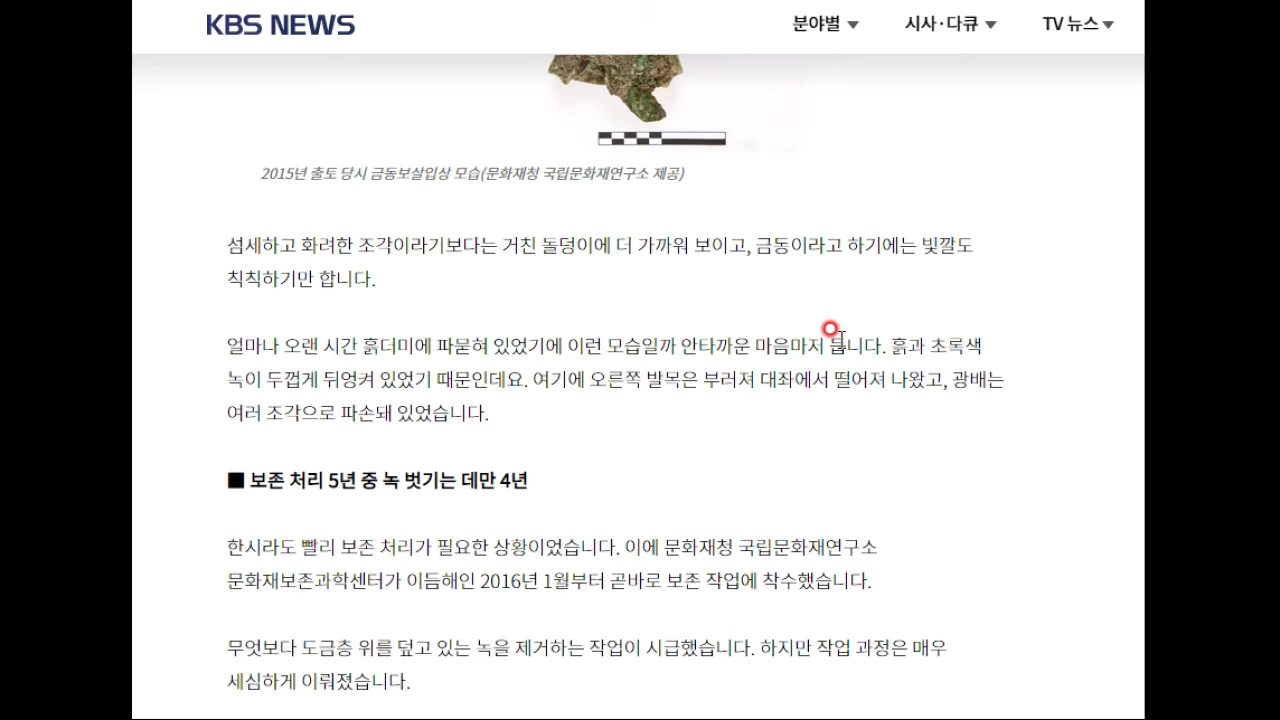 KBS NEWS
분야별 시사·다큐 TV 뉴스
2015년 출토 당시 금동보살입상 모습(문화재청 국립문화재연구소 제공)
섬세하고 화려한 조각이라기보다는 거친 돌덩이에 더 가까워 보이고, 금동이라고 하기에는 빛깔도
칙칙하기만 합니다.
얼마나 오랜 시간 흙더미에 파묻혀 있었기에 이런 모습일까 안타까운 마음마저 듭니다. 흙과 초록색
녹이 두껍게 뒤엉켜 있었기 때문인데요. 여기에 오른쪽 발목은 부러져 대좌에서 떨어져 나왔고, 광배는
여러 조각으로 파손돼 있었습니다.
■ 보존 처리 5년 중 녹 벗기는 데만 4년
한시라도 빨리 보존 처리가 필요한 상황이었습니다. 이에 문화재청 국립문화재연구소
문화재보존과학센터가 이듬해인 2016년 1월부터 곧바로 보존 작업에 착수했습니다.
무엇보다 도금층 위를 덮고 있는 녹을 제거하는 작업이 시급했습니다. 하지만 작업 과정은 매우
세심하게 이뤄졌습니다.